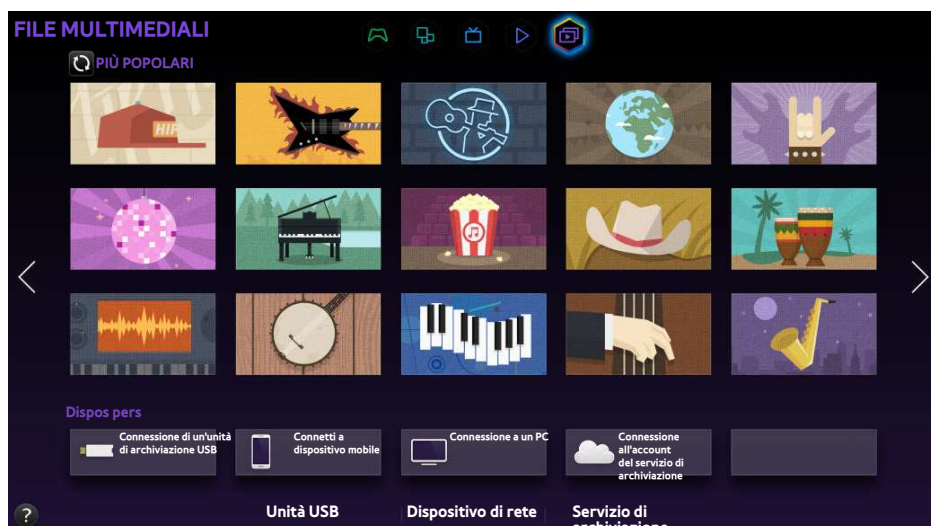 FILE MULTIMEDIALI
PIÙ POPOLARI
HIP
Dispos pers
Connessione di un'unità
di archiviazione USB
Connetti a
dispositivo mobile
Connessione a un PC
Connessione
all'account
del servizio di
archiviazione
?
Unità USB
Dispositivo di rete
Servizio di
archiviazione